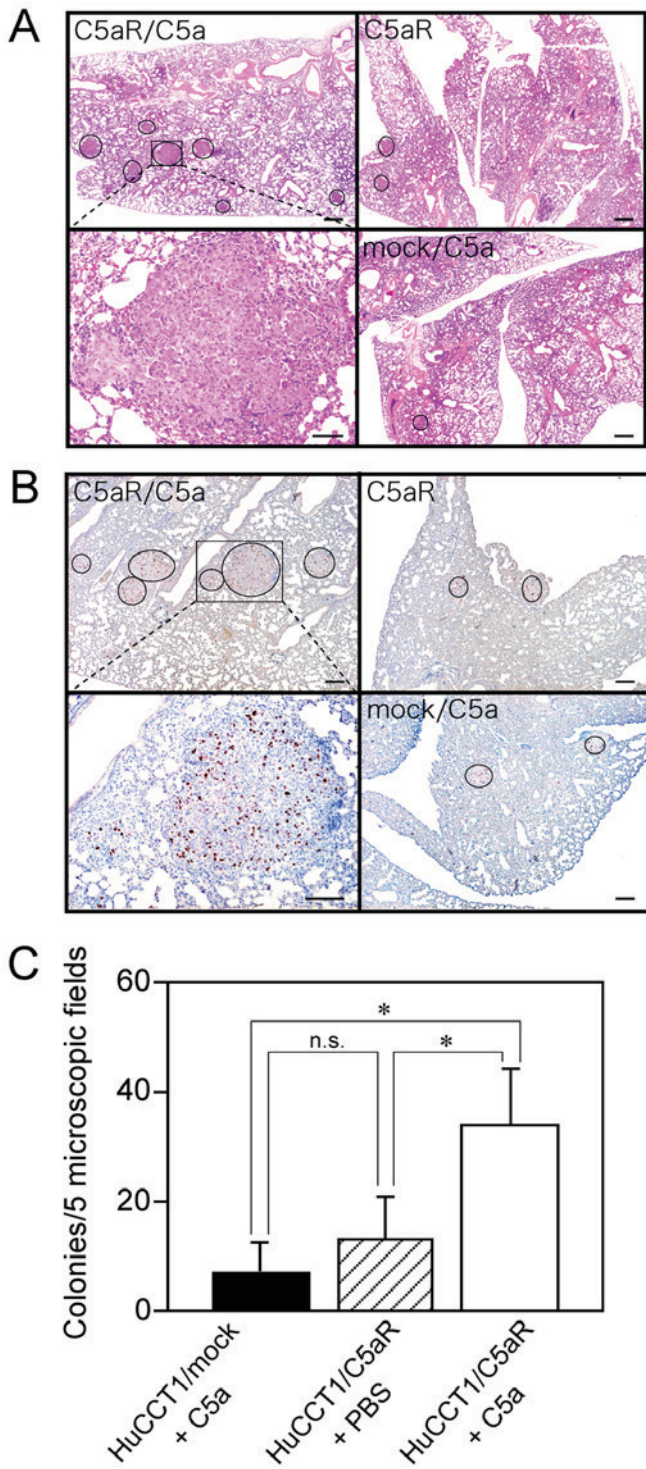 A
C5aR/C5a
C5aR
mock/C5a
B
C5aR/C5a
C5aR
mock/C5a
C
Colonies/5 microscopic fields
60
40
20
0
*
n.s.
*
HuCCT1/mock
+ C5a
HuCCT1/C5aR
+ PBS
HuCCT1/C5aR
+ C5a